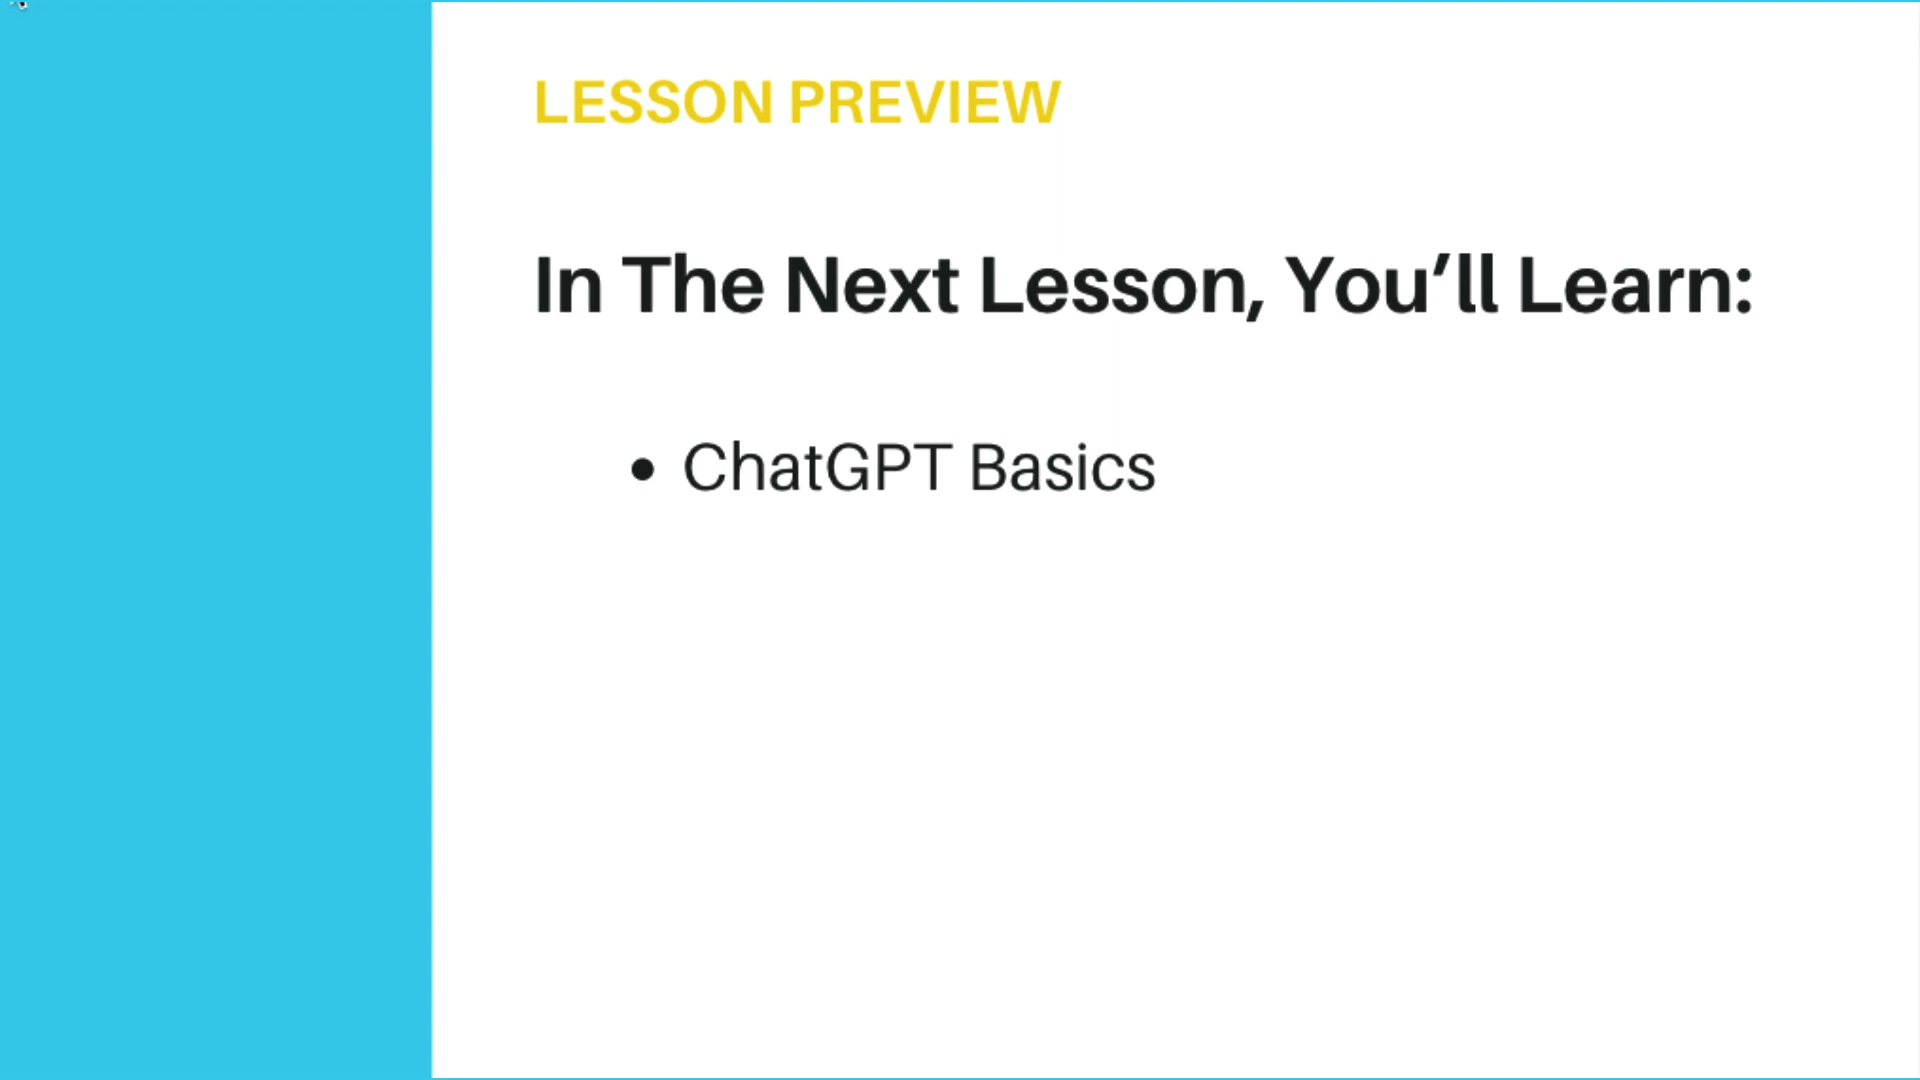 LESSON PREVIEW
In The Next Lesson, You’ll Learn:
• ChatGPT Basics